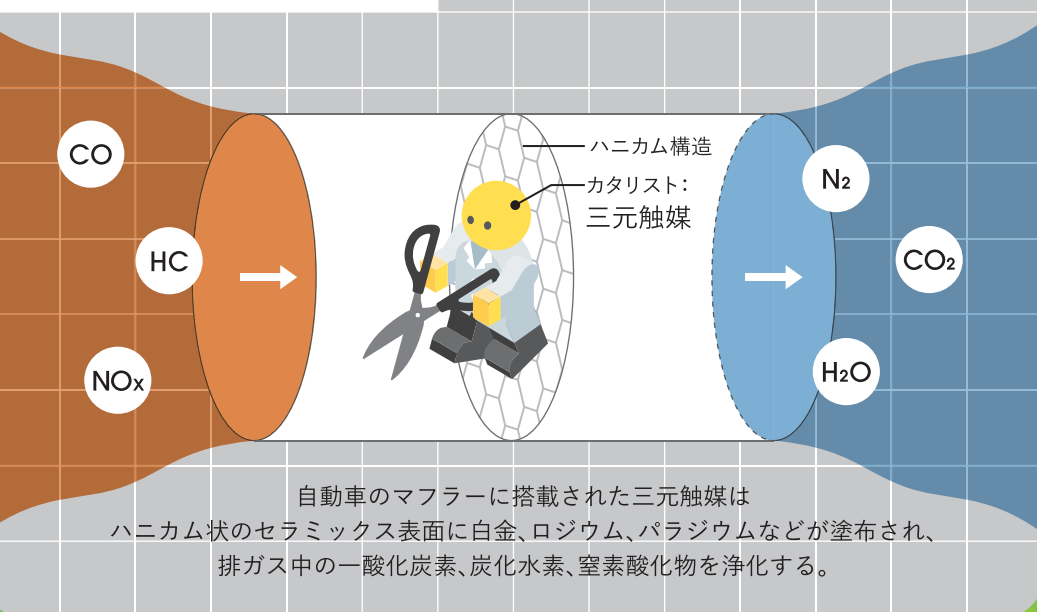 CO
HC
NOx
ハニカム構造
カタリスト：
三元触媒
N2
CO2
H2O
自動車のマフラーに搭載された三元触媒は
ハニカム状のセラミックス表面に白金、ロジウム、パラジウムなどが塗布され、
排ガス中の一酸化炭素、炭化水素、窒素酸化物を浄化する。